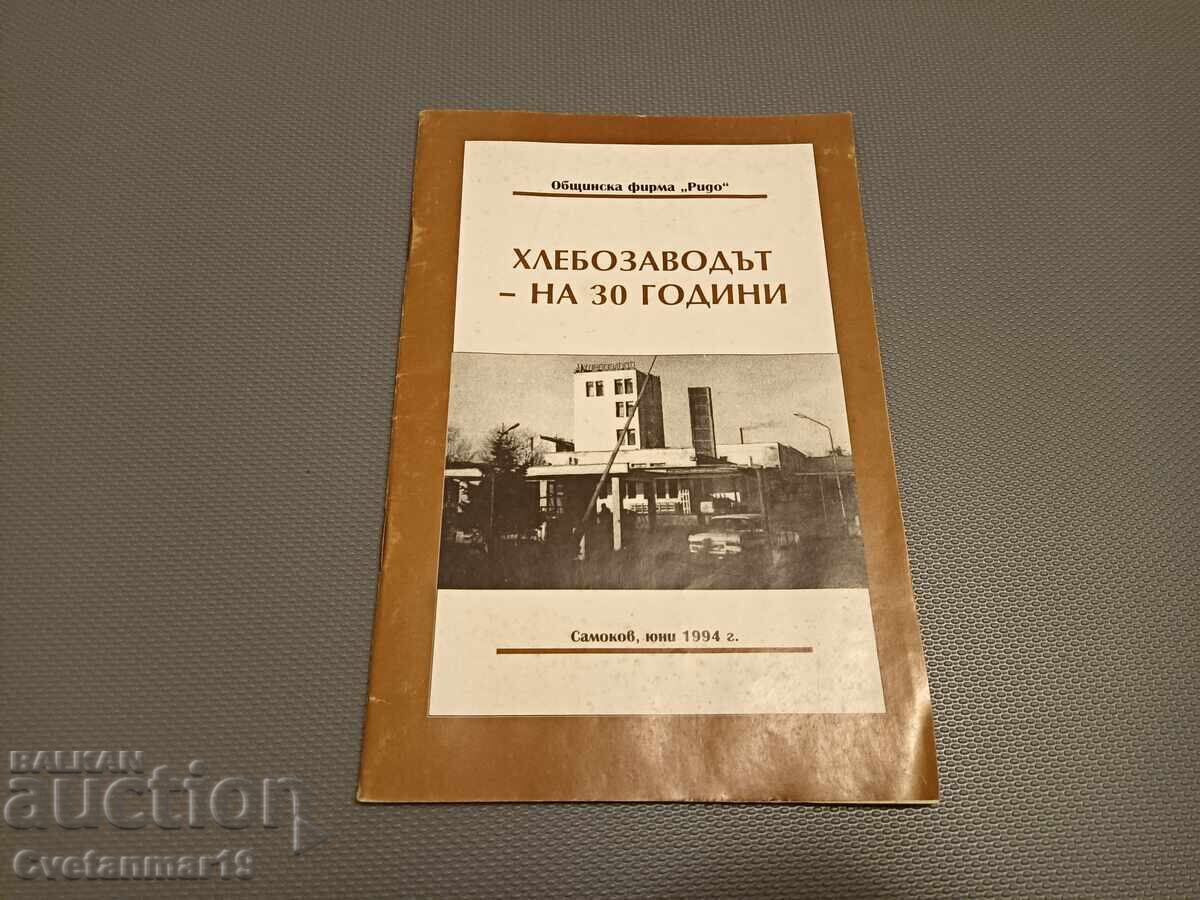 Общинска фирма „Ридо“
ХЛЕБОЗАВОДЪТ
– НА 30 ГОДИНИ
Самоков, юни 1994 г.
BALKAN
auction
Cvetanmar19